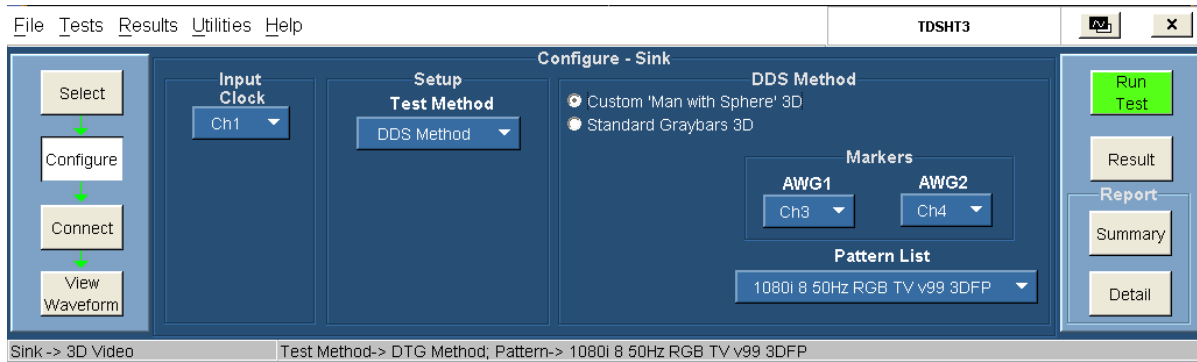 File Tests Results Utilities Help
TDSHT3
x
Configure - Sink
Select
Configure
Connect
View
Waveform
Input
Clock
Ch1
Setup
Test Method
DDS Method
DDS Method
Custom 'Man with Sphere' 3D
Standard Graybars 3D
Markers
AWG1
AWG2
Ch3
Ch4
Pattern List
1080i 8 50Hz RGB TV v99 3DFP
Run
Test
Result
Report
Summary
Detail
Sink -> 3D Video
Test Method-> DTG Method; Pattern-> 1080i 8 50Hz RGB TV v99 3DFP